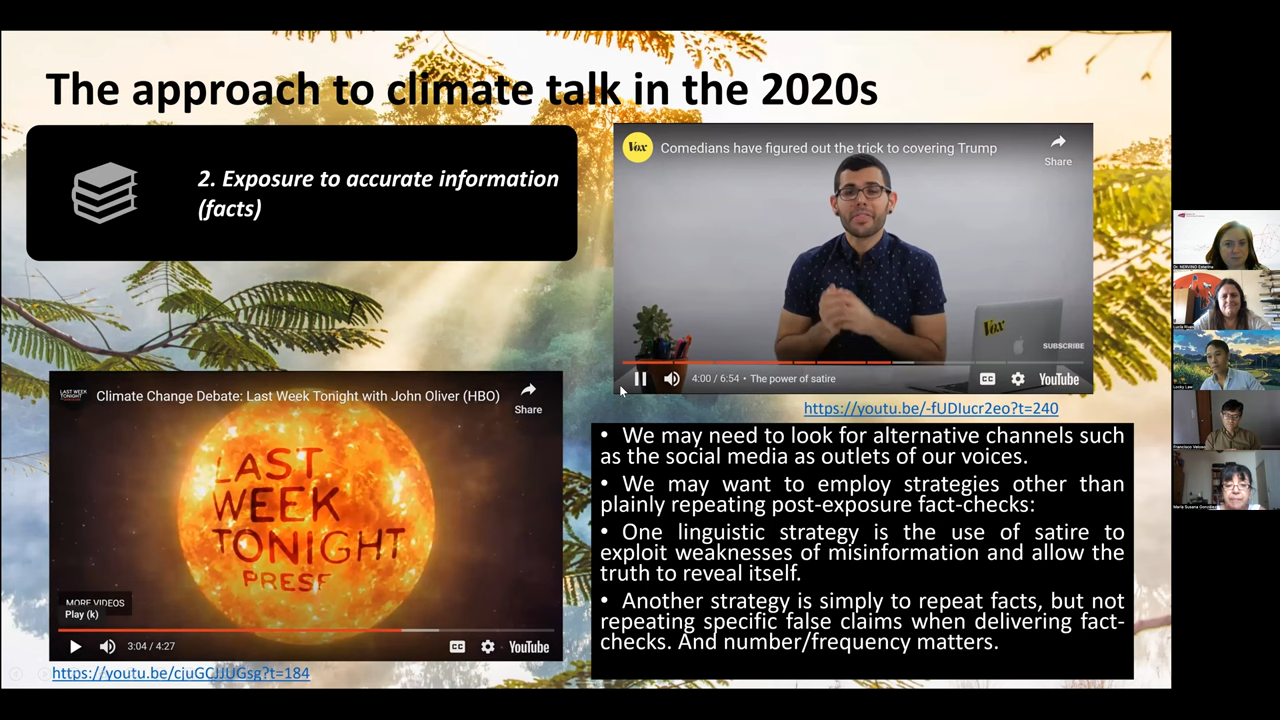 The approach to climate talk in the 2020s
2. Exposure to accurate information
(facts)
Vox
Comedians have figured out the trick to covering Trump
Share
Vox
SUBSCRIBE
4:00 / 6:54 • The power of satire
CC
YouTube
https://youtu.be/-fUDIucr2eo?t=240
LAST WEEK
TONIGHT
Climate Change Debate: Last Week Tonight with John Oliver (HBO)
Share
LAST
WEEK
TONIGHT
MORE VIDEOS
Play (k)
3:04 / 4:27
CC
YouTube
https://youtu.be/cjuGCJJUGsg?t=184
• We may need to look for alternative channels such
as the social media as outlets of our voices.
• We may want to employ strategies other than
plainly repeating post-exposure fact-checks:
• One linguistic strategy is the use of satire to
exploit weaknesses of misinformation and allow the
truth to reveal itself.
• Another strategy is simply to repeat facts, but not
repeating specific false claims when delivering fact-
checks. And number/frequency matters.
Locky Law